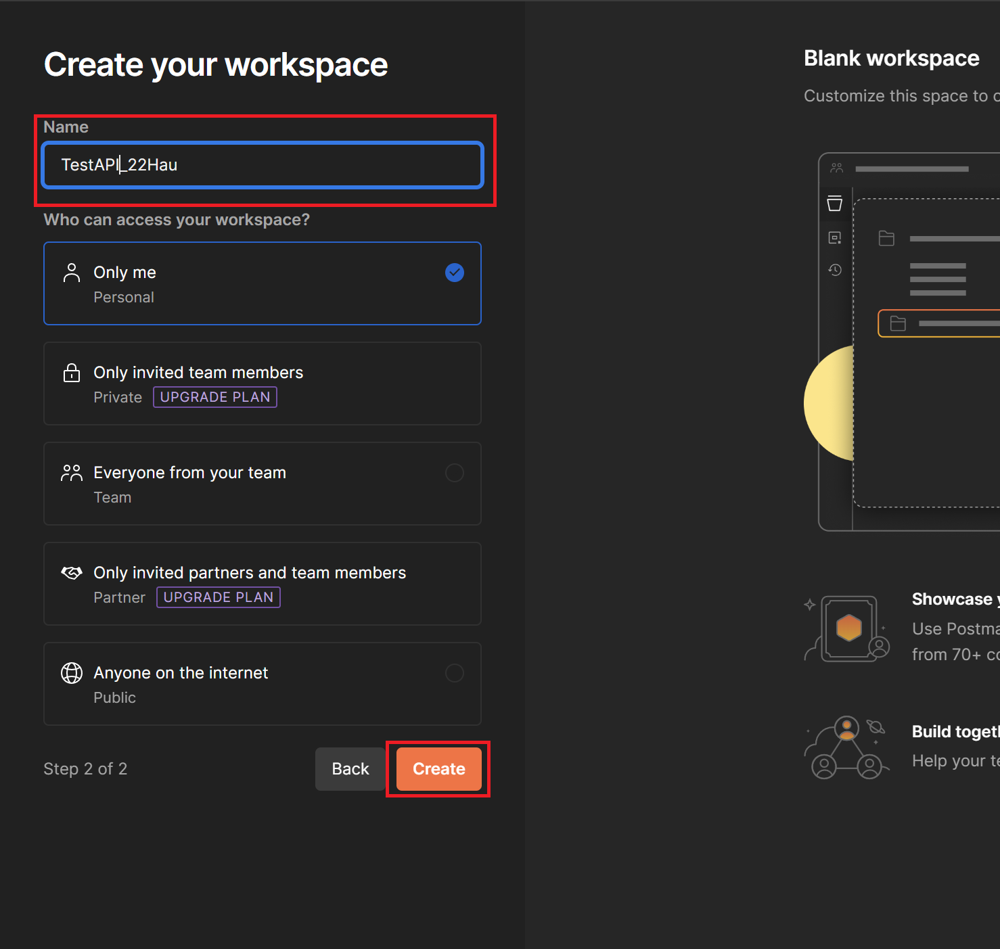 Create your workspace
Name
TestAPI_22Hau
Who can access your workspace?
Only me
Personal
Only invited team members
Private UPGRADE PLAN
Everyone from your team
Team
Only invited partners and team members
Partner UPGRADE PLAN
Anyone on the internet
Public
Step 2 of 2
Back
Create
Blank workspace
Customize this space to
Showcase
Use
from 70+
Build
Help your